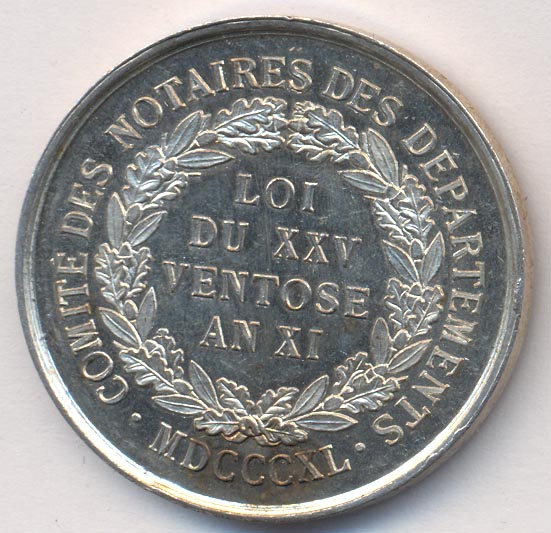 COMITÉ DES NOTAIRES DES DÉPARTEMENTS
LOI
DU XXV
VENTOSE
AN XI
· MDCCCXL ·